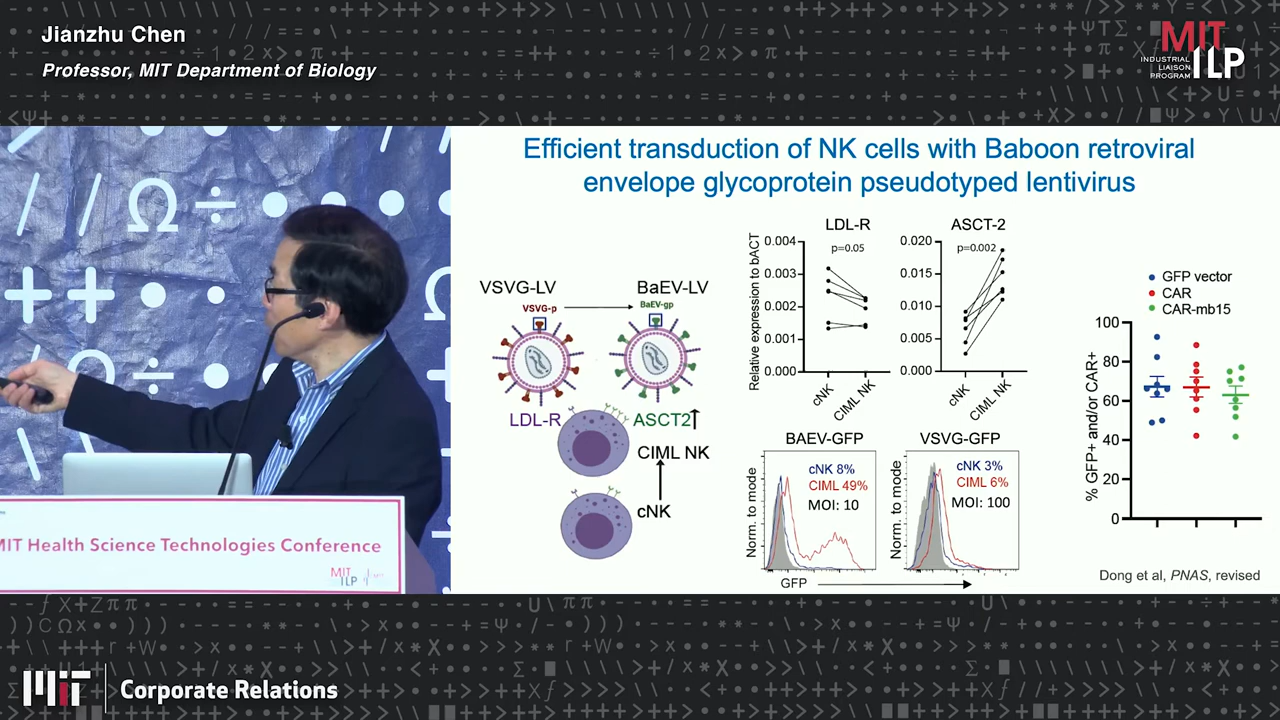 Jianzhu Chen
Professor, MIT Department of Biology
MIT
INDUSTRIAL
LIAISON
PROGRAM
ILP
Efficient transduction of NK cells with Baboon retroviral
envelope glycoprotein pseudotyped lentivirus
VSVG-LV
BaEV-LV
VSVG-p
BaEV-gp
LDL-R
ASCT2
CIML NK
cNK
LDL-R
p=0.05
Relative expression to bACT
0.004
0.003
0.002
0.001
0.000
cNK
CIML NK
ASCT-2
p=0.002
0.020
0.015
0.010
0.005
0.000
cNK
CIML NK
BAEV-GFP
cNK 8%
CIML 49%
MOI: 10
Norm. to mode
VSVG-GFP
cNK 3%
CIML 6%
MOI: 100
Norm. to mode
GFP
GFP vector
CAR
CAR-mb15
% GFP+ and/or CAR+
100
80
60
40
20
0
Dong et al, PNAS, revised
MIT Health Science Technologies Conference
MIT
ILP
MIT
Corporate Relations